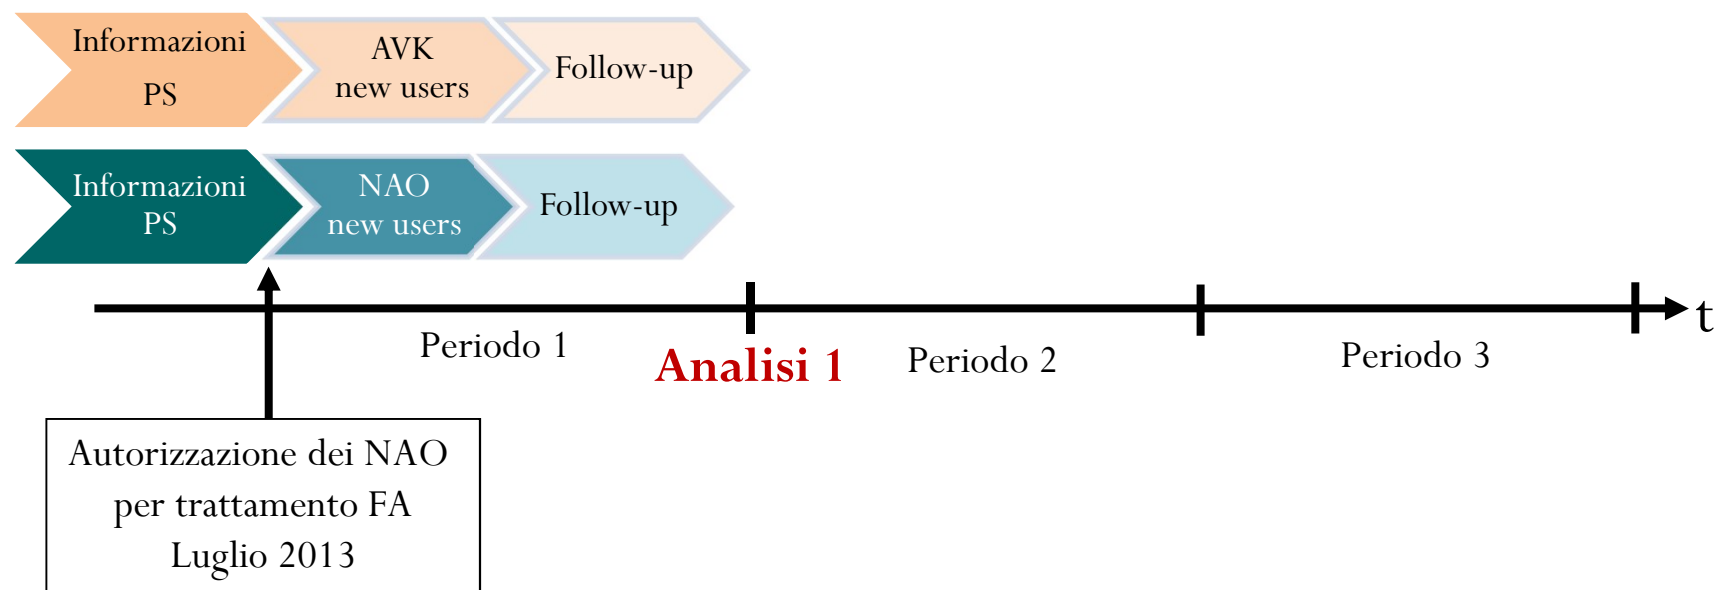 Informazioni
PS
AVK
new users
Follow-up
Informazioni
PS
NAO
new users
Follow-up
t
Periodo 1
Analisi 1
Periodo 2
Periodo 3
Autorizzazione dei NAO
per trattamento FA
Luglio 2013